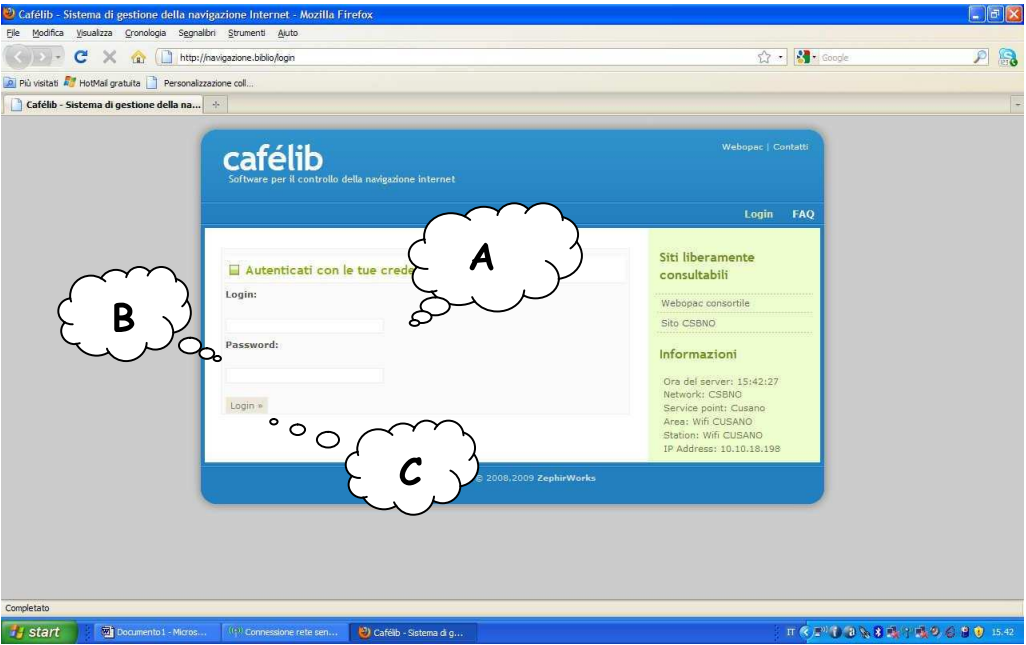 Cafélib - Sistema di gestione della navigazione Internet - Mozilla Firefox
File Modifica Visualizza Cronologia Segnalibri Strumenti Aiuto
http://navigazione.biblio/login
Google
Più visitati HotMail gratuita Personalizzazione coll...
Cafélib - Sistema di gestione della na...
cafélib
Software per il controllo della navigazione internet
Webopac | Contatti
Login FAQ
Autenticati con le tue crede
A
Login:
B
Password:
Login »
C
Siti liberamente
consultabili
Webopac consortile
Sito CSBNO
Informazioni
Ora del server: 15:42:27
Network: CSBNO
Service point: Cusano
Area: Wifi CUSANO
Station: Wifi CUSANO
IP Address: 10.10.18.198
© 2008,2009 ZephirWorks
Completato
start Documento1 - Micros... Connessione rete sen... Cafélib - Sistema di g... IT 15.42